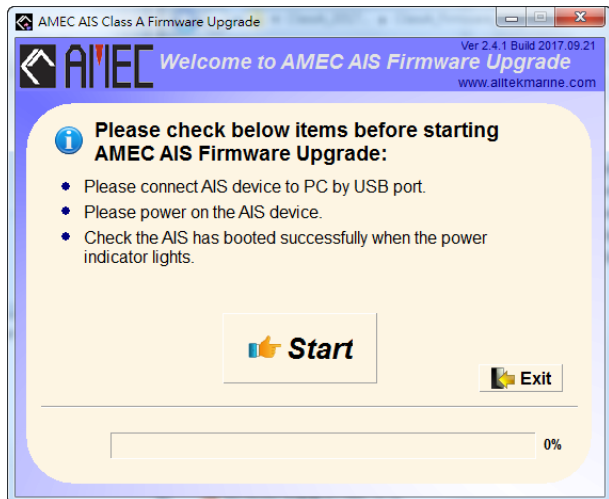 AMEC AIS Class A Firmware Upgrade
Ver 2.4.1 Build 2017.09.21
AMEC Welcome to AMEC AIS Firmware Upgrade
www.alltekmarine.com
Please check below items before starting
AMEC AIS Firmware Upgrade:
Please connect AIS device to PC by USB port.
Please power on the AIS device.
Check the AIS has booted successfully when the power
indicator lights.
Start
Exit
0%